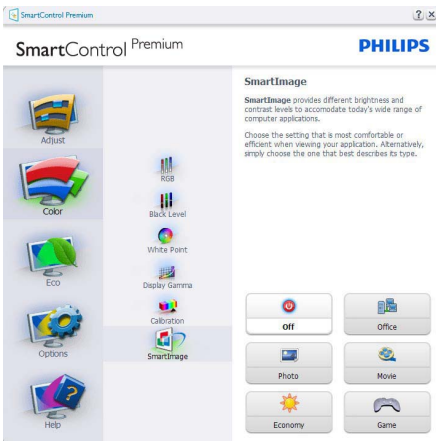 SmartControl Premium
SmartControl Premium
PHILIPS
Adjust
Color
Eco
Options
Help
RGB
Black Level
White Point
Display Gamma
Calibration
SmartImage
SmartImage
SmartImage provides different brightness and
contrast levels to accomodate today's wide range of
computer applications.
Choose the setting that is most comfortable or
efficient when viewing your application. Alternatively,
simply choose the one that best describes its type.
Off
Office
Photo
Movie
Economy
Game